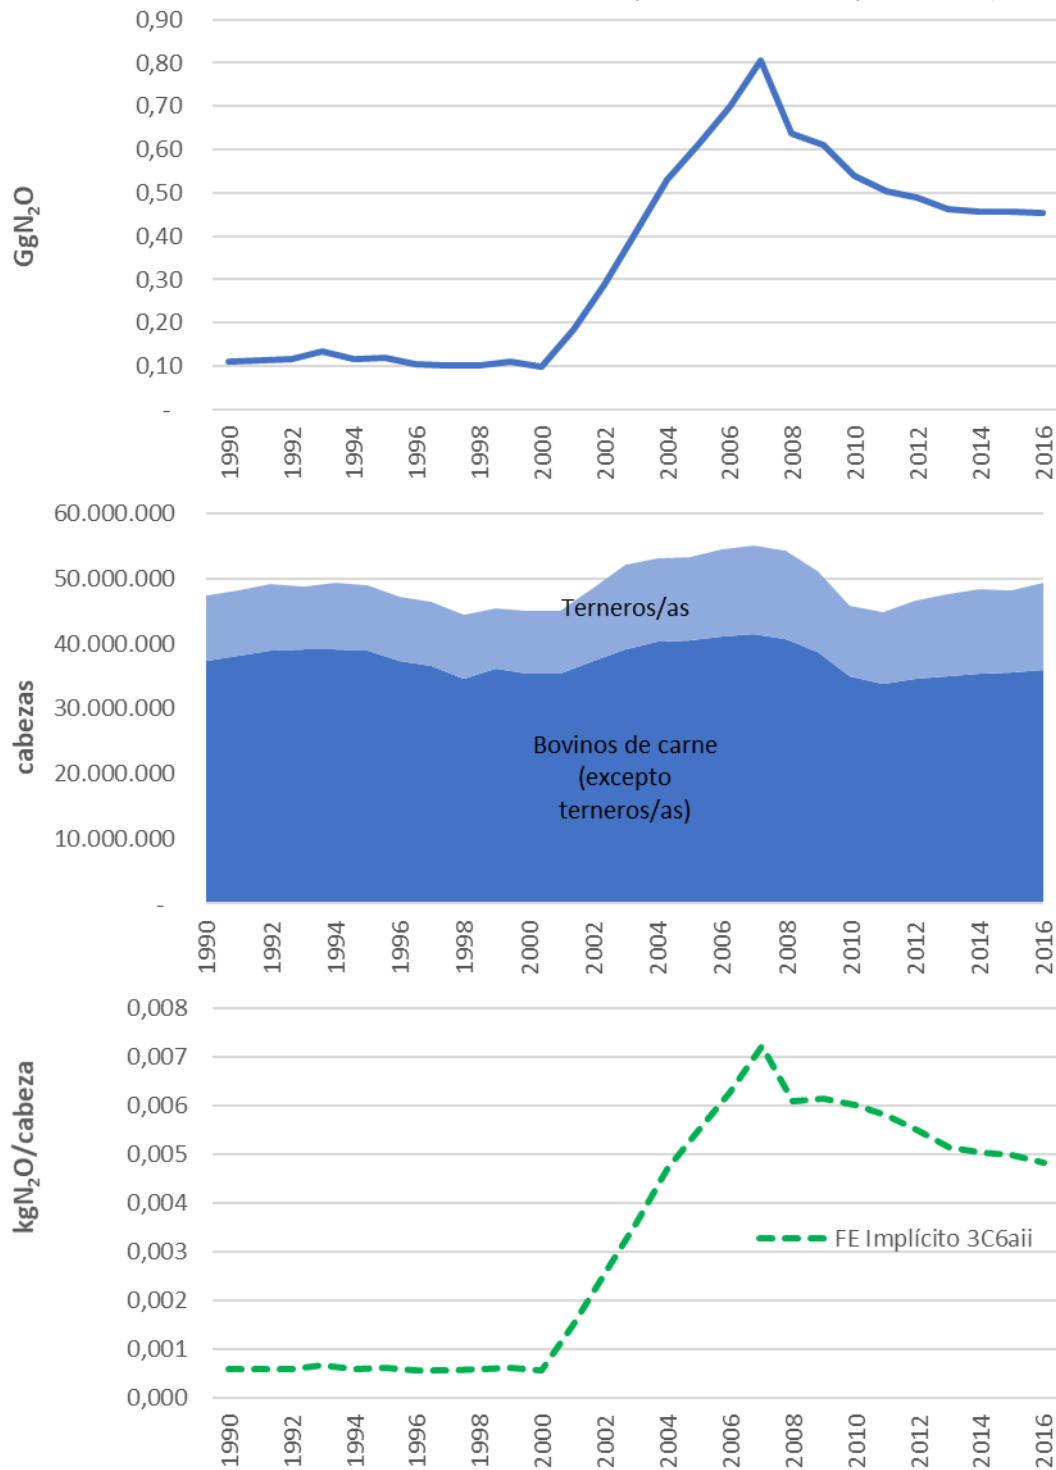 0,90
0,80
0,70
0,60
0,50
0,40
0,30
0,20
0,10
-
GgN₂O
1990 1992 1994 1996 1998 2000 2002 2004 2006 2008 2010 2012 2014 2016
60.000.000
50.000.000
40.000.000
30.000.000
20.000.000
10.000.000
-
cabezas
Terneros/as
Bovinos de carne
(excepto
terneros/as)
1990 1992 1994 1996 1998 2000 2002 2004 2006 2008 2010 2012 2014 2016
0,008
0,007
0,006
0,005
0,004
0,003
0,002
0,001
0,000
kgN₂O/cabeza
FE Implícito 3C6aii
1990 1992 1994 1996 1998 2000 2002 2004 2006 2008 2010 2012 2014 2016